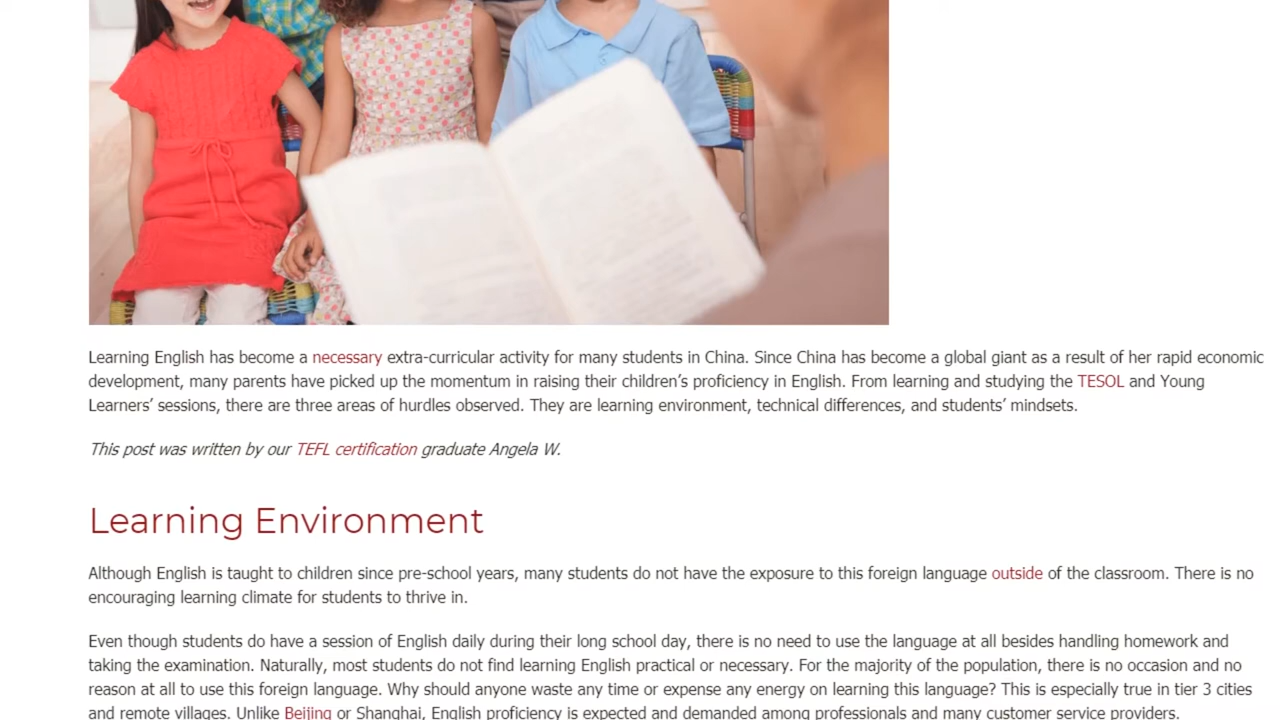 Learning English has become a necessary extra-curricular activity for many students in China. Since China has become a global giant as a result of her rapid economic
development, many parents have picked up the momentum in raising their children’s proficiency in English. From learning and studying the TESOL and Young
Learners’ sessions, there are three areas of hurdles observed. They are learning environment, technical differences, and students’ mindsets.
This post was written by our TEFL certification graduate Angela W.
Learning Environment
Although English is taught to children since pre-school years, many students do not have the exposure to this foreign language outside of the classroom. There is no
encouraging learning climate for students to thrive in.
Even though students do have a session of English daily during their long school day, there is no need to use the language at all besides handling homework and
taking the examination. Naturally, most students do not find learning English practical or necessary. For the majority of the population, there is no occasion and no
reason at all to use this foreign language. Why should anyone waste any time or expense any energy on learning this language? This is especially true in tier 3 cities
and remote villages. Unlike Beijing or Shanghai, English proficiency is expected and demanded among professionals and many customer service providers.